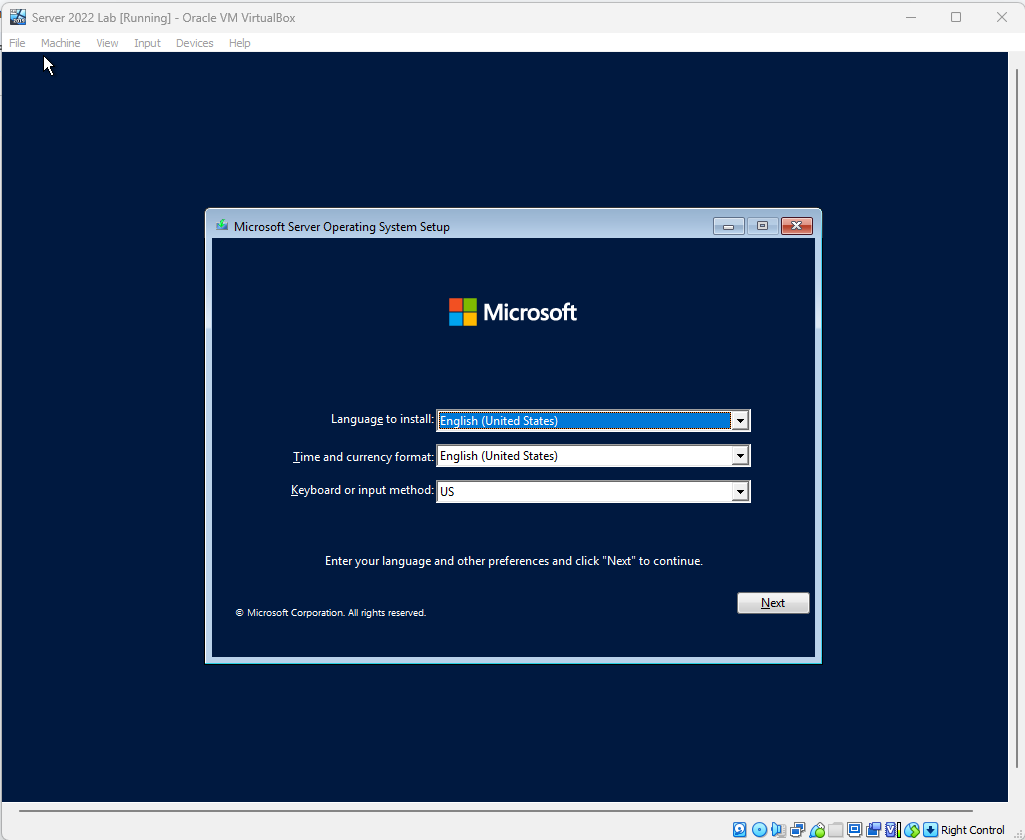 Server 2022 Lab [Running] - Oracle VM VirtualBox
File Machine View Input Devices Help
Microsoft Server Operating System Setup
Microsoft
Language to install: English (United States)
Time and currency format: English (United States)
Keyboard or input method: US
Enter your language and other preferences and click "Next" to continue.
Next
© Microsoft Corporation. All rights reserved.
Right Control